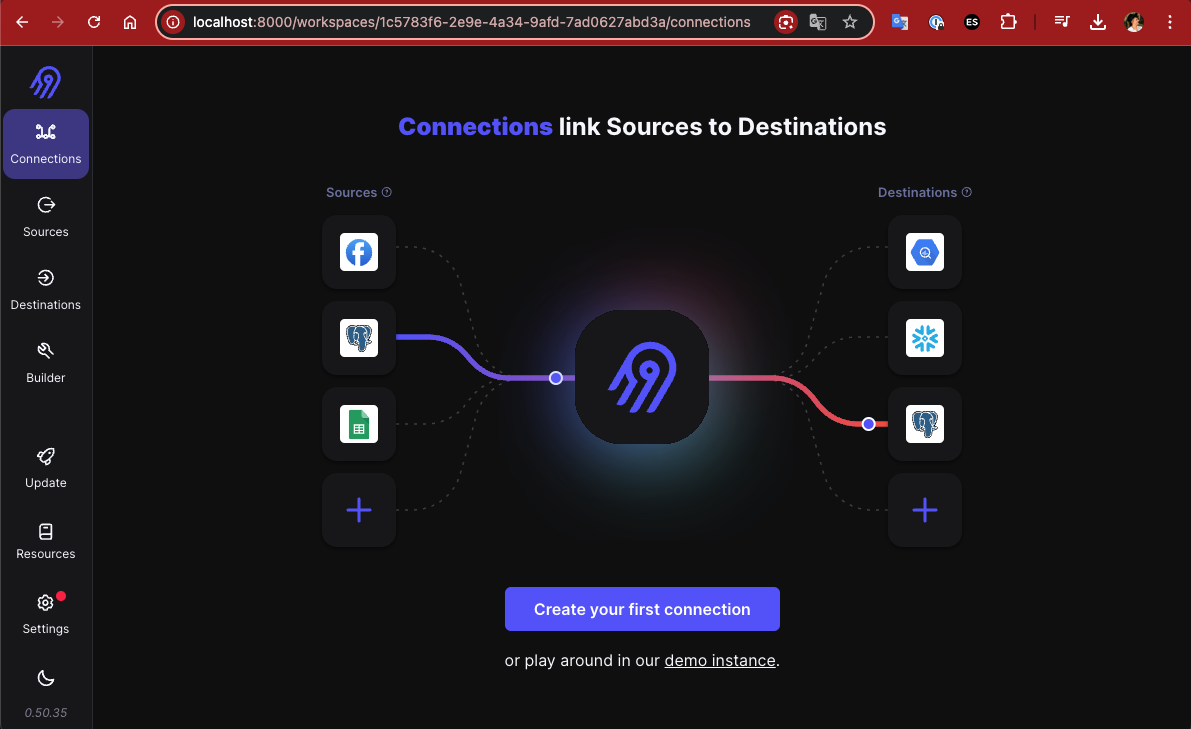 localhost:8000/workspaces/1c5783f6-2e9e-4a34-9afd-7ad0627abd3a/connections
ES
Connections
Sources
Destinations
Builder
Update
Resources
Settings
0.50.35
Connections link Sources to Destinations
Sources
Destinations
Create your first connection
or play around in our demo instance.